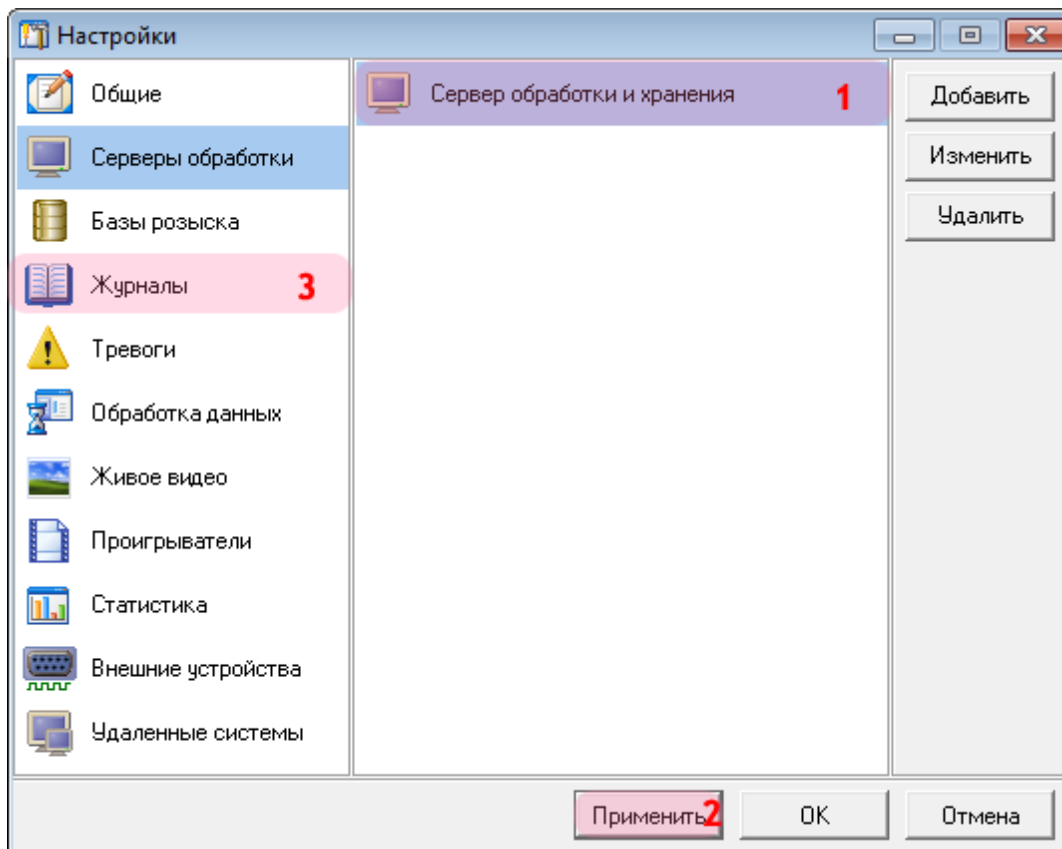 Настройки
Общие
Серверы обработки
Базы розыска
Журналы 3
Тревоги
Обработка данных
Живое видео
Проигрыватели
Статистика
Внешние устройства
Удаленные системы
Сервер обработки и хранения 1
Добавить
Изменить
Удалить
Применить 2
OK
Отмена